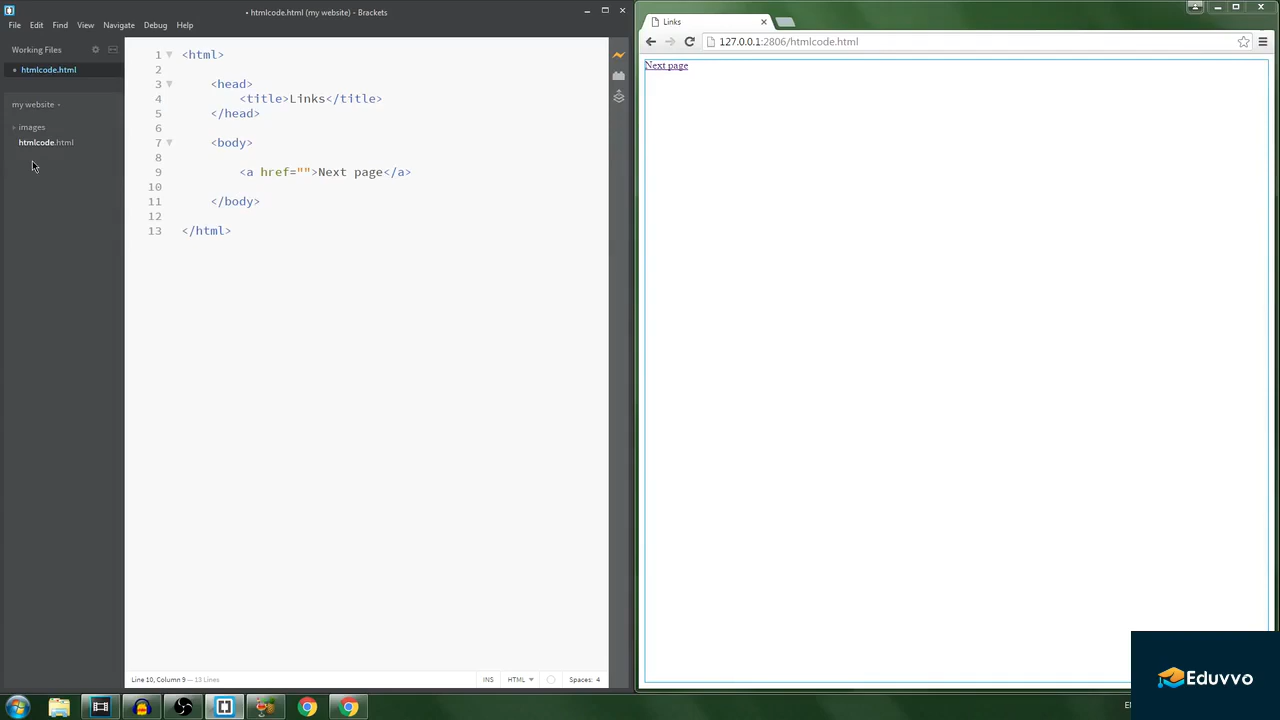 • htmlcode.html (my website) - Brackets
File Edit Find View Navigate Debug Help
Working Files
htmlcode.html
my website
images
htmlcode.html
1 <html>
2
3 <head>
4 <title>Links</title>
5 </head>
6
7 <body>
8
9 <a href="">Next page</a>
10
11 </body>
12
13 </html>
Line 10, Column 9 — 13 Lines
INS HTML Spaces: 4
Links
127.0.0.1:2806/htmlcode.html
Next page
Eduvvo